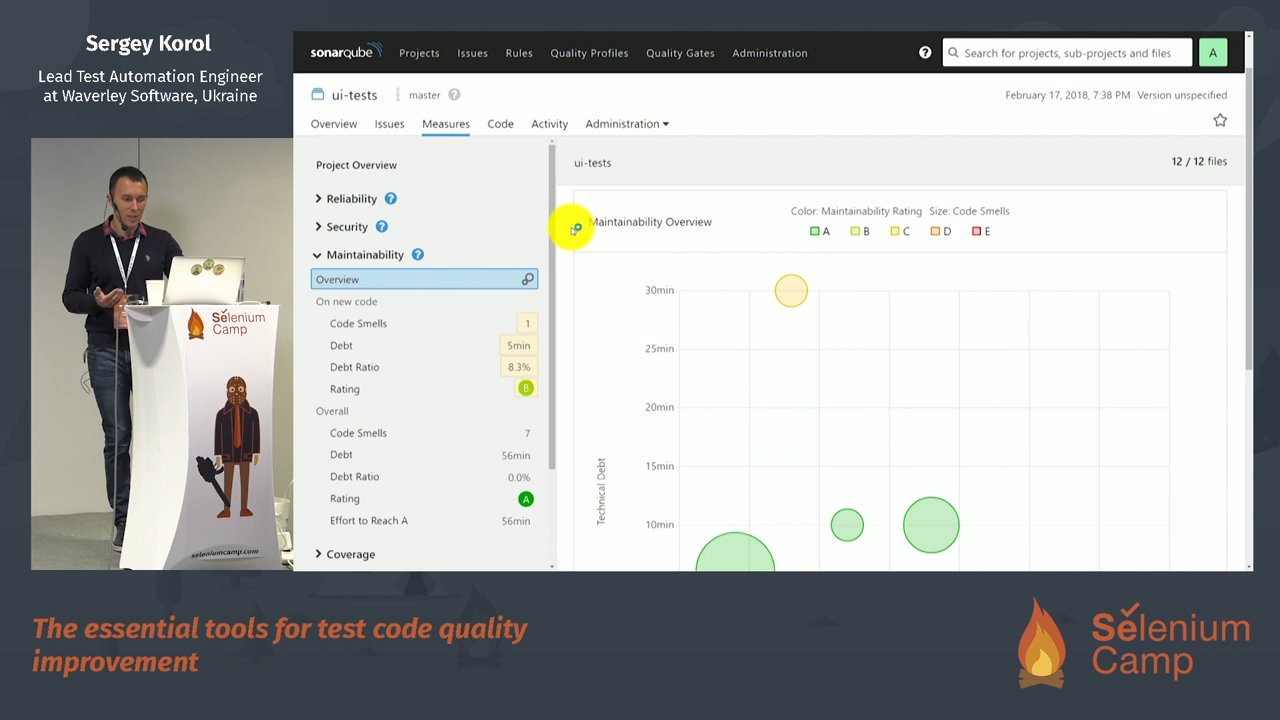 Sergey Korol
Lead Test Automation Engineer
at Waverley Software, Ukraine
sonarqube
Projects
Issues
Rules
Quality Profiles
Quality Gates
Administration
?
Search for projects, sub-projects and files
A
ui-tests
master
?
February 17, 2018, 7:38 PM Version unspecified
Overview
Issues
Measures
Code
Activity
Administration
Project Overview
Reliability ?
Security ?
Maintainability ?
Overview
On new code
Code Smells 1
Debt 5min
Debt Ratio 8.3%
Rating B
Overall
Code Smells 7
Debt 56min
Debt Ratio 0.0%
Rating A
Effort to Reach A 56min
Coverage
ui-tests
12 / 12 files
Maintainability Overview
Color: Maintainability Rating Size: Code Smells
A B C D E
30min
25min
20min
15min
10min
Technical Debt
Selenium
Camp
seleniumcamp.com
The essential tools for test code quality
improvement
Selenium
Camp